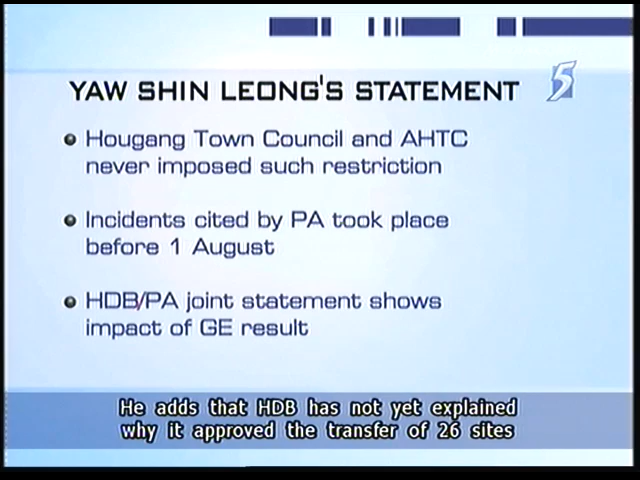 YAW SHIN LEONG'S STATEMENT
5
Hougang Town Council and AHTC
never imposed such restriction
Incidents cited by PA took place
before 1 August
HDB/PA joint statement shows
impact of GE result
He adds that HDB has not yet explained
why it approved the transfer of 26 sites